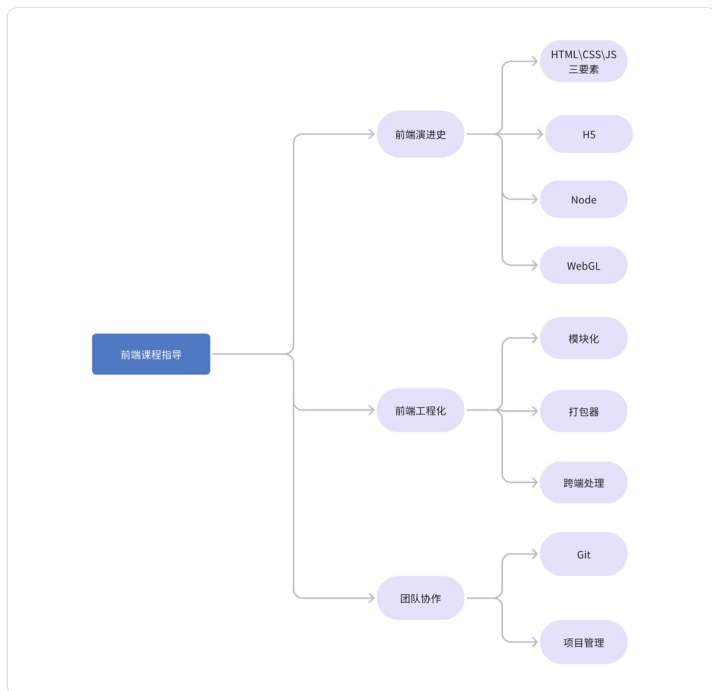 前端课程指导
前端演进史
HTML\CSS\JS
三要素
H5
Node
WebGL
前端工程化
模块化
打包器
跨端处理
团队协作
Git
项目管理